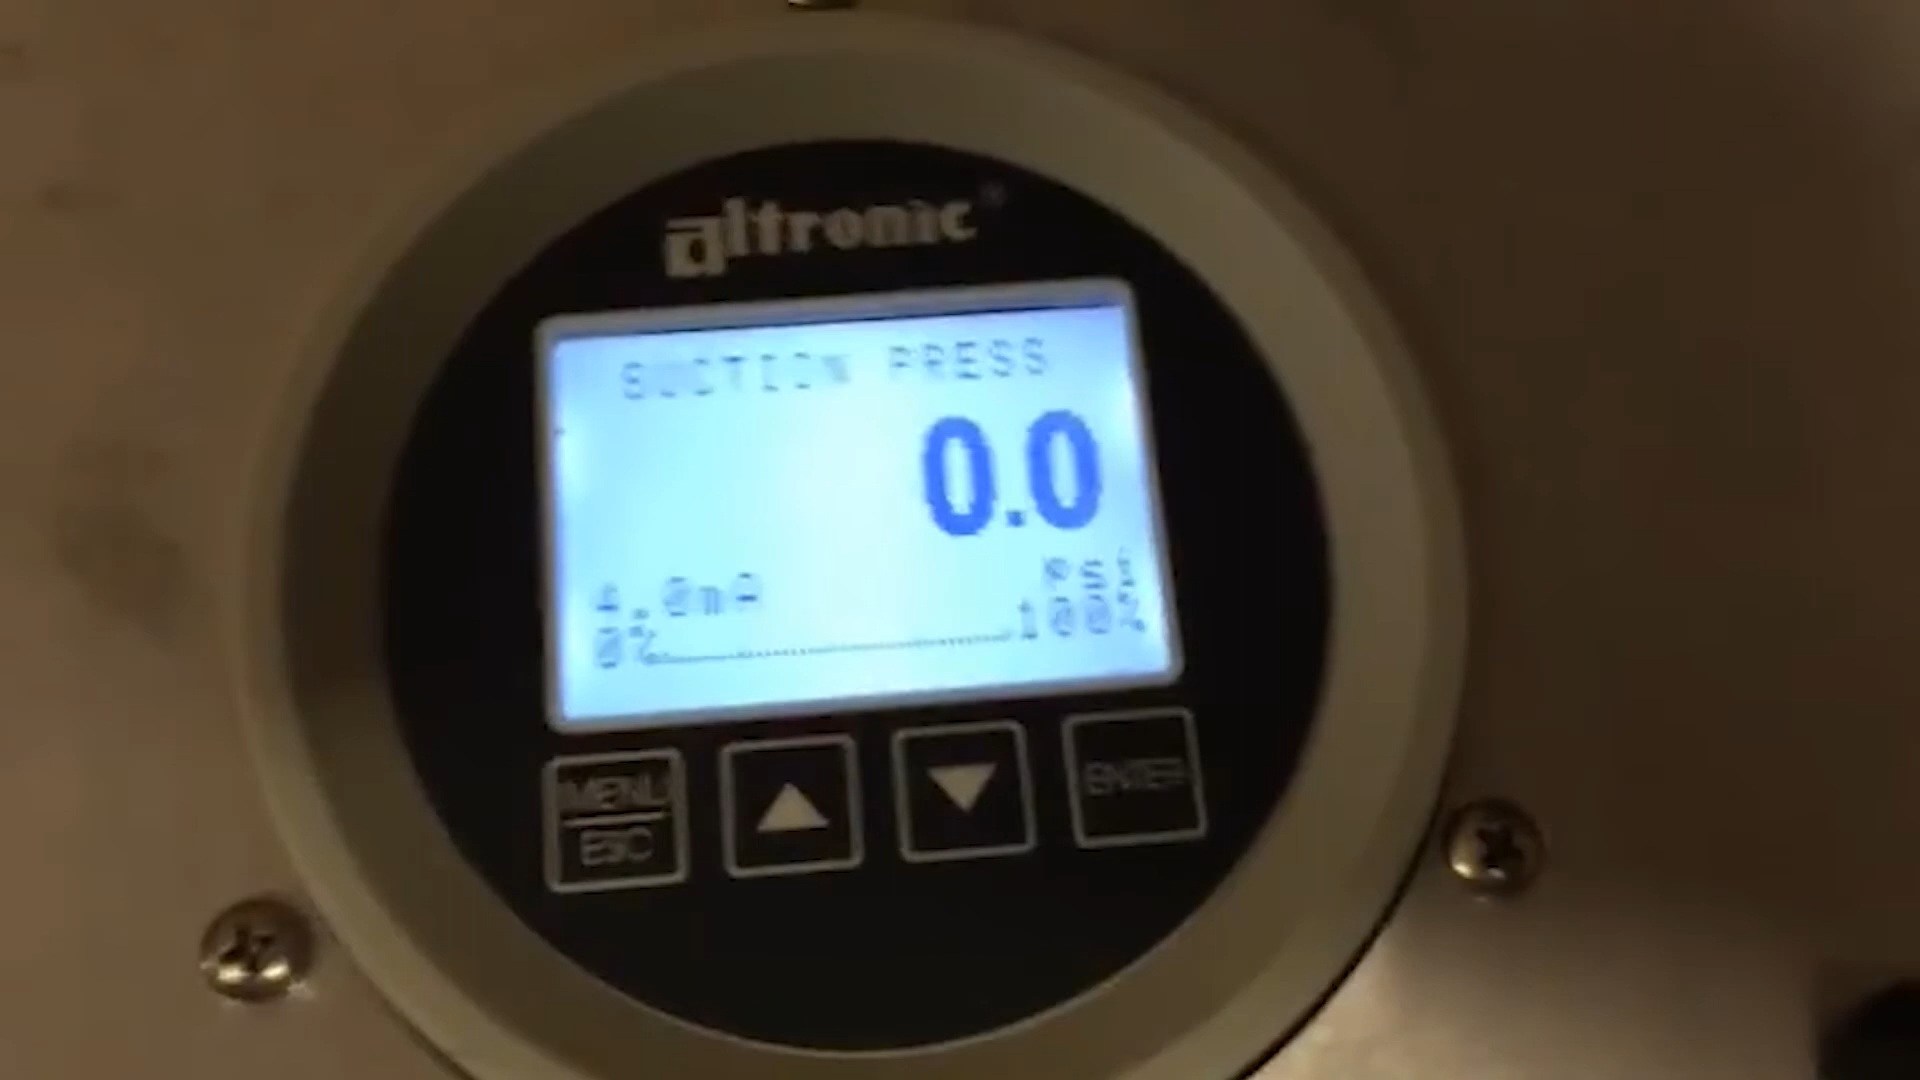 altronic®
SUCTION PRESS
0.0
4.0mA
PSI
0% 100%
MENU
ESC
ENTER